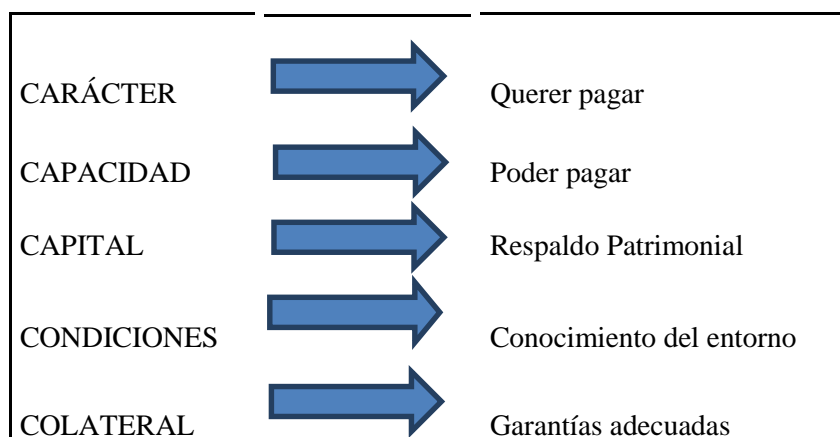 CARÁCTER Querer pagar
CAPACIDAD Poder pagar
CAPITAL Respaldo Patrimonial
CONDICIONES Conocimiento del entorno
COLATERAL Garantías adecuadas